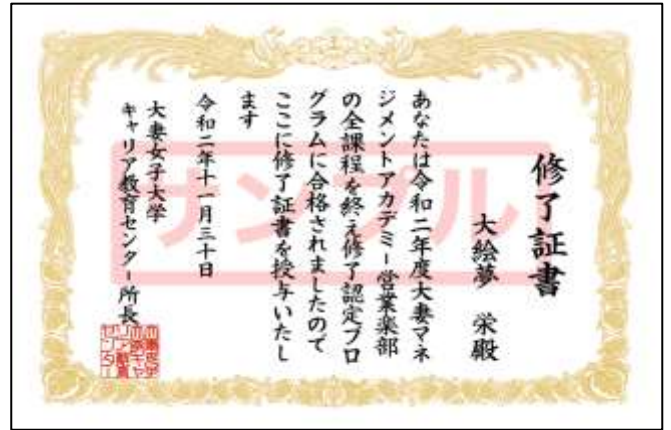 修了証書
大絵夢 栄殿
あなたは令和二年度大妻マネ
ジメントアカデミー営業楽部
の全課程を終え修了認定プロ
グラムに合格されましたので
ここに修了証書を授与いたし
ます
令和二年十一月三十日
大妻女子大学
キャリア教育センター所長
サンプル